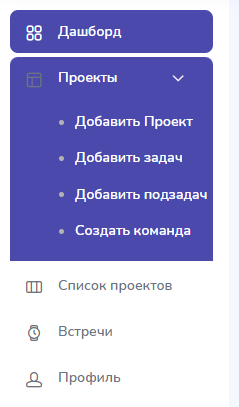 Дашборд
Проекты
Добавить Проект
Добавить задач
Добавить подзадач
Создать команда
Список проектов
Встречи
Профиль